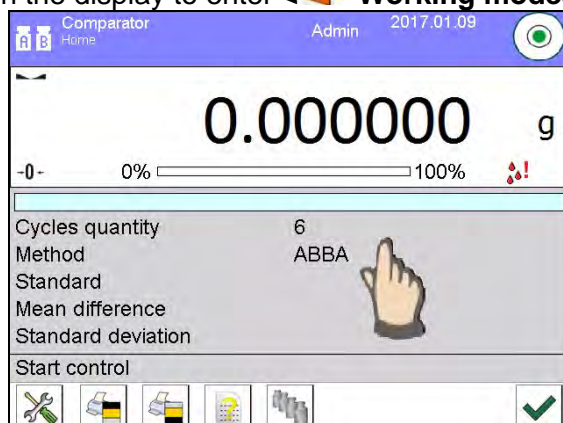 n the display to enter Working modes
Comparator Admin 2017.01.09
A B Home
0.000000 g
-0- 0% 100% !
Cycles quantity 6
Method ABBA
Standard
Mean difference
Standard deviation
Start control
?